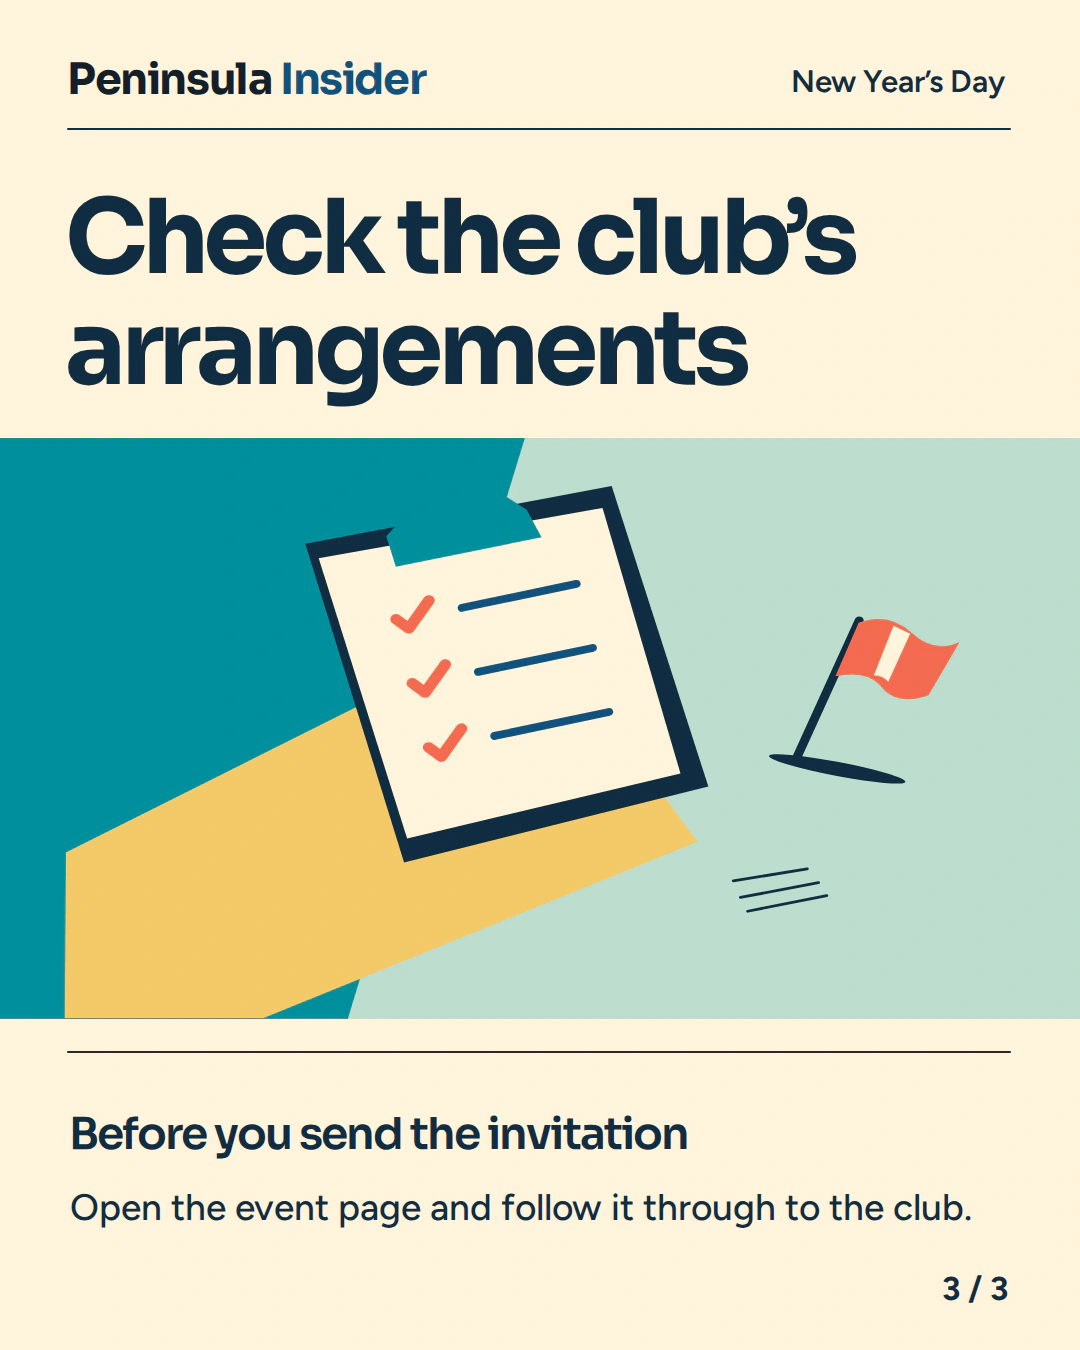 Peninsula Insider
New Year’s Day
Check the club’s
arrangements
Before you send the invitation
Open the event page and follow it through to the club.
3 / 3